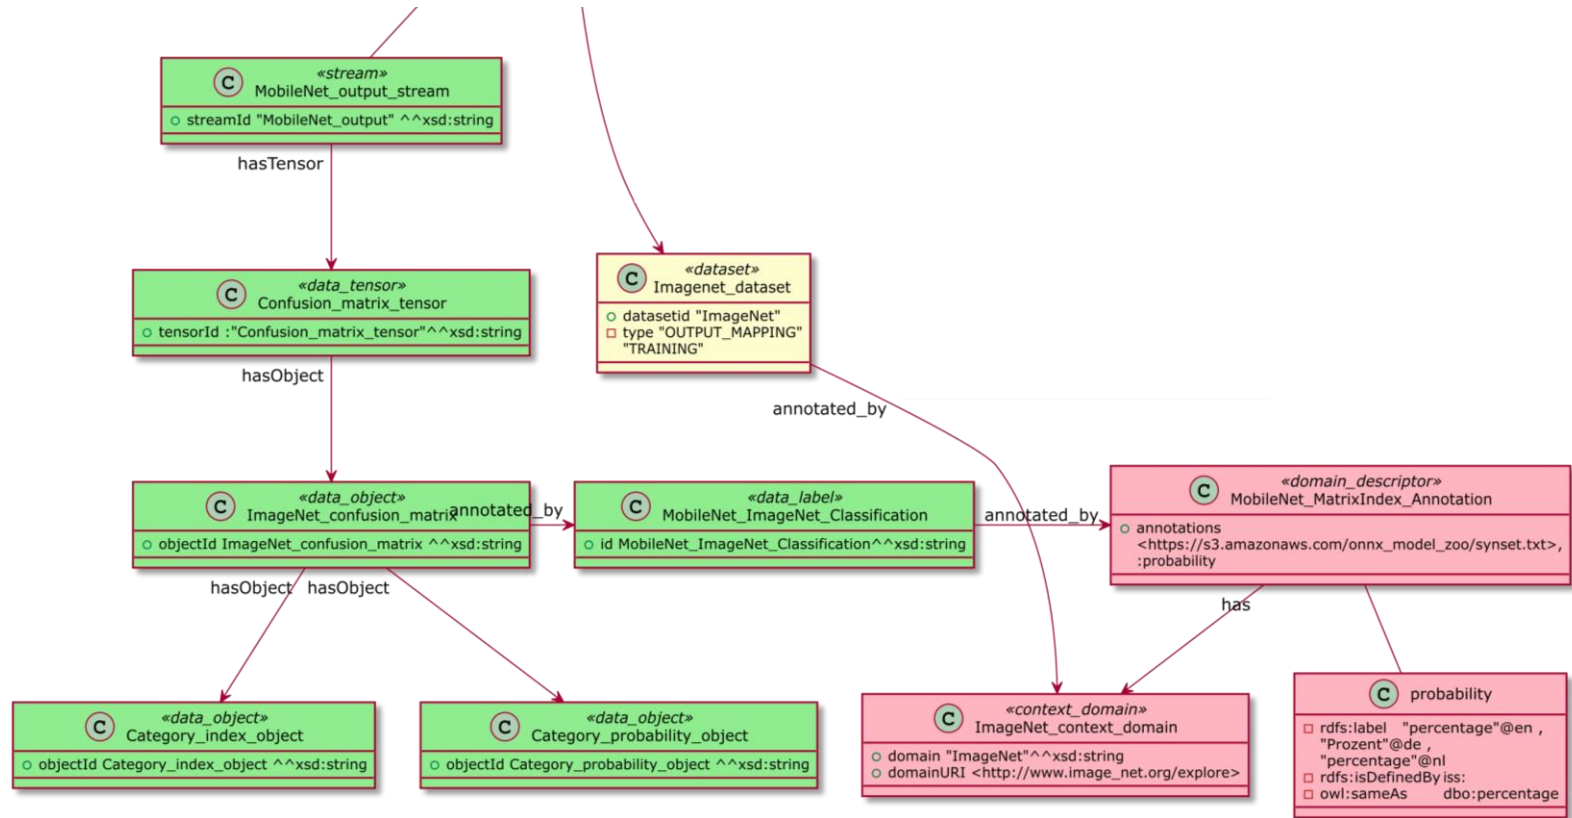 C
«stream»
MobileNet_output_stream
streamId "MobileNet_output" ^^xsd:string
hasTensor
C
«data_tensor»
Confusion_matrix_tensor
tensorId :"Confusion_matrix_tensor"^^xsd:string
hasObject
C
«dataset»
Imagenet_dataset
datasetid "ImageNet"
type "OUTPUT_MAPPING"
"TRAINING"
annotated_by
C
«data_object»
ImageNet_confusion_matrix
objectId ImageNet_confusion_matrix ^^xsd:string
annotated_by
C
«data_label»
MobileNet_ImageNet_Classification
id MobileNet_ImageNet_Classification^^xsd:string
annotated_by
C
«domain_descriptor»
MobileNet_MatrixIndex_Annotation
annotations
<https://s3.amazonaws.com/onnx_model_zoo/synset.txt>,
:probability
hasObject
hasObject
has
C
«data_object»
Category_index_object
objectId Category_index_object ^^xsd:string
C
«data_object»
Category_probability_object
objectId Category_probability_object ^^xsd:string
C
«context_domain»
ImageNet_context_domain
domain "ImageNet"^^xsd:string
domainURI <http://www.image_net.org/explore>
C
probability
rdfs:label "percentage"@en ,
"Prozent"@de ,
"percentage"@nl
rdfs:isDefinedBy iss:
owl:sameAs dbo:percentage